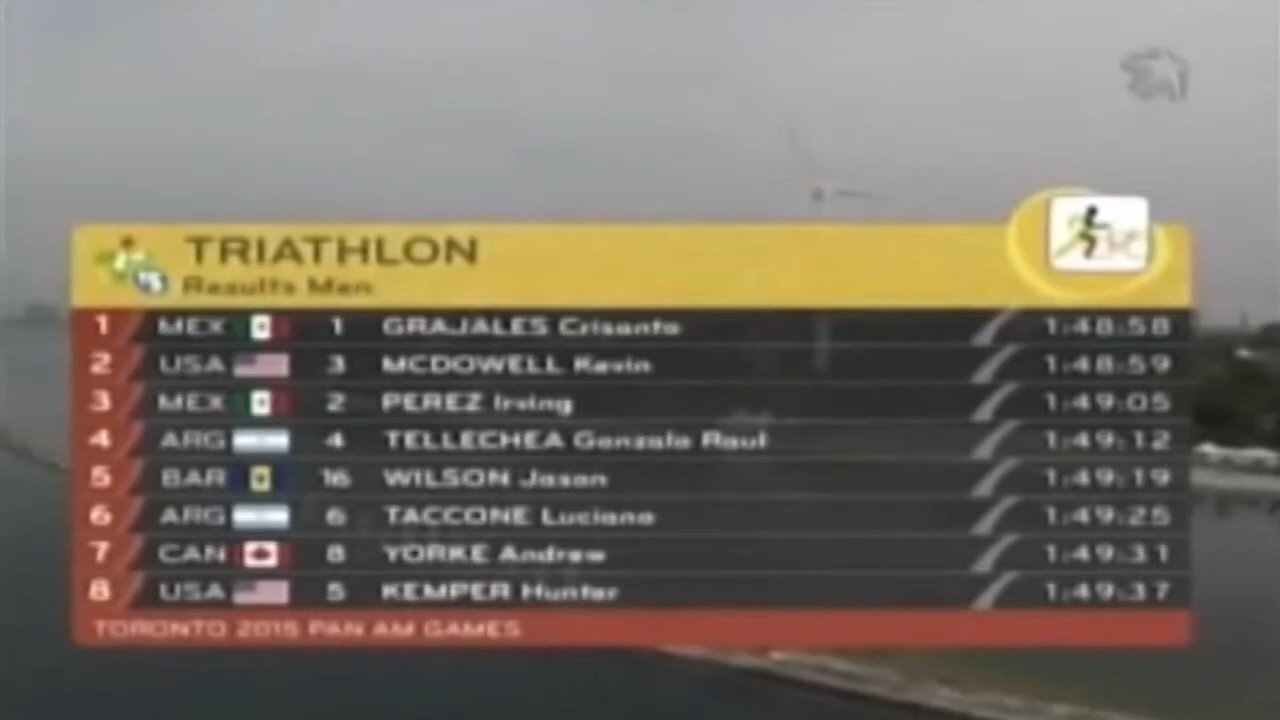 TRIATHLON
Results Men
1 MEX 1 GRAJALES Crisanto 1:48:58
2 USA 3 MCDOWELL Kevin 1:48:59
3 MEX 2 PEREZ Irving 1:49:05
4 ARG 4 TELLECHEA Gonzalo Raul 1:49:12
5 BAR 16 WILSON Jason 1:49:19
6 ARG 6 TACCONE Luciano 1:49:25
7 CAN 8 YORKE Andrew 1:49:31
8 USA 5 KEMPER Hunter 1:49:37
TORONTO 2015 PAN AM GAMES